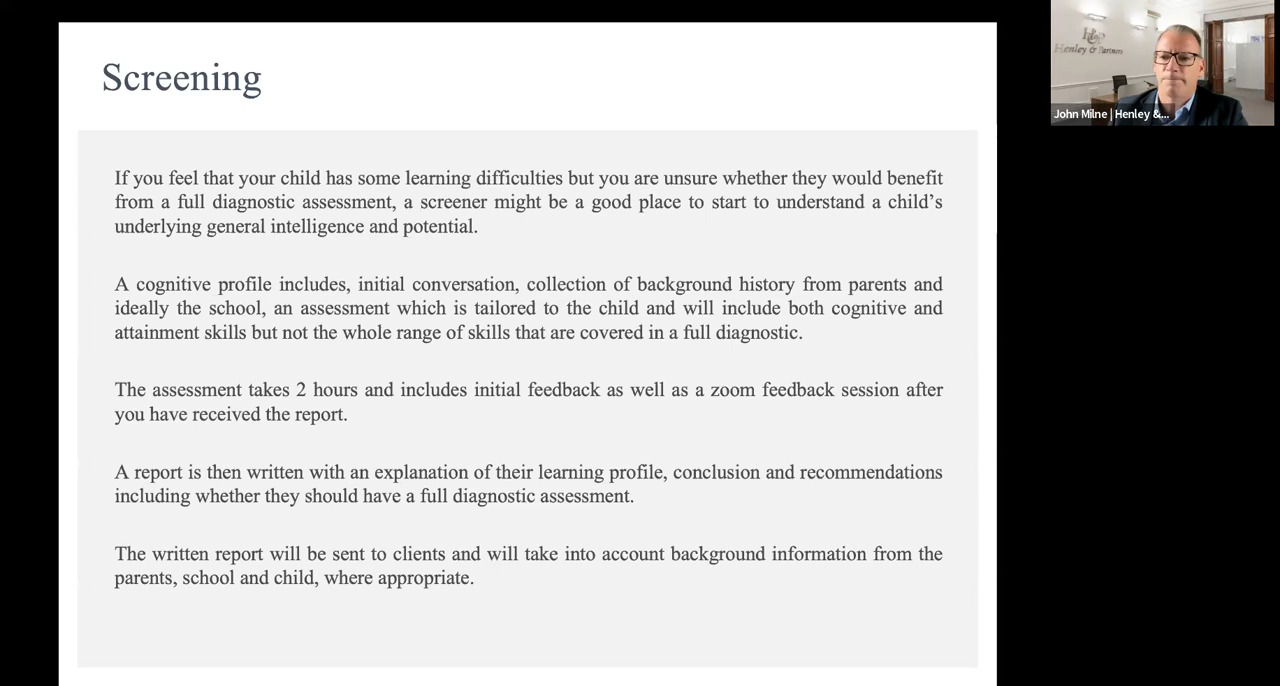 Screening
If you feel that your child has some learning difficulties but you are unsure whether they would benefit
from a full diagnostic assessment, a screener might be a good place to start to understand a child’s
underlying general intelligence and potential.
A cognitive profile includes, initial conversation, collection of background history from parents and
ideally the school, an assessment which is tailored to the child and will include both cognitive and
attainment skills but not the whole range of skills that are covered in a full diagnostic.
The assessment takes 2 hours and includes initial feedback as well as a zoom feedback session after
you have received the report.
A report is then written with an explanation of their learning profile, conclusion and recommendations
including whether they should have a full diagnostic assessment.
The written report will be sent to clients and will take into account background information from the
parents, school and child, where appropriate.
Henley & Partners
John Milne | Henley &...